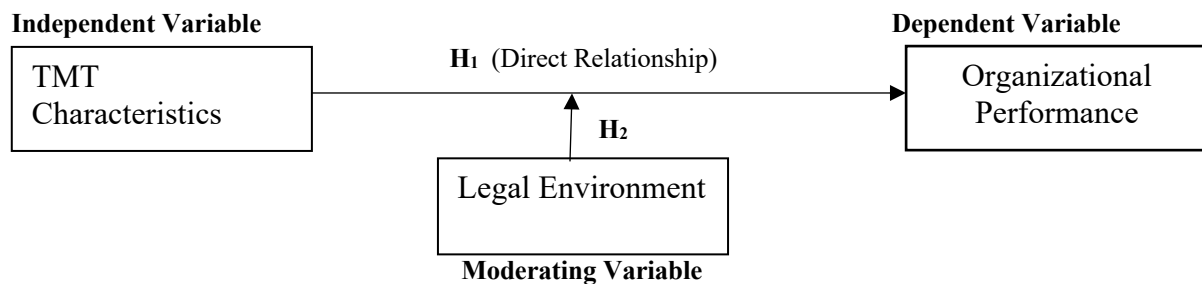 Independent Variable
Dependent Variable
TMT
Characteristics
H1 (Direct Relationship)
Organizational
Performance
H2
Legal Environment
Moderating Variable